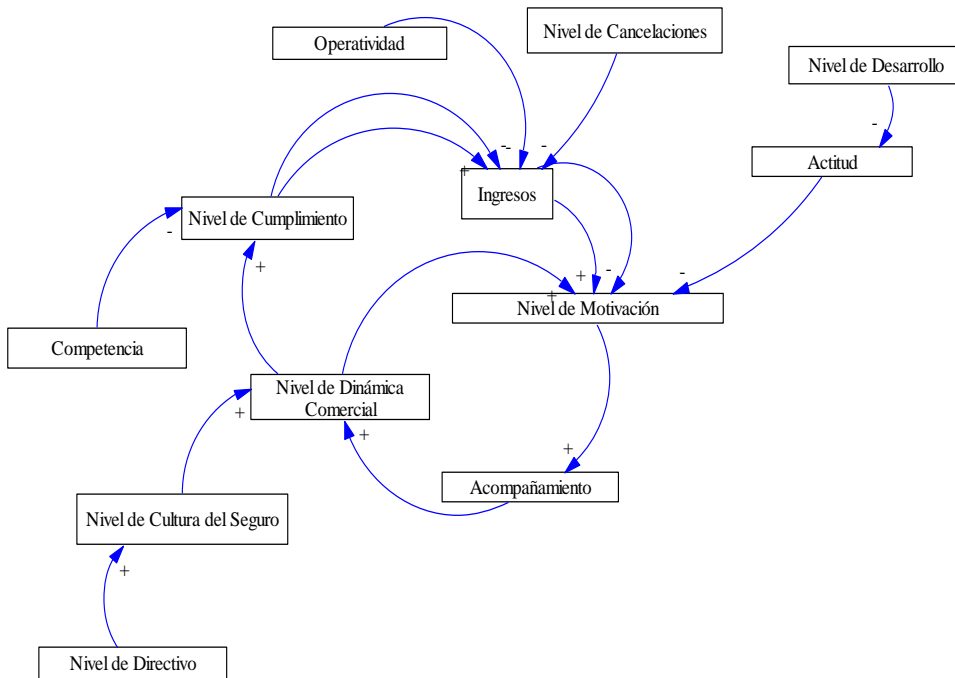 Operatividad
Nivel de Cancelaciones
Nivel de Desarrollo
-
-
-
+
Ingresos
Actitud
Nivel de Cumplimiento
-
+
+
-
-
+
Nivel de Motivación
Competencia
Nivel de Dinámica
Comercial
+
+
+
Acompañamiento
Nivel de Cultura del Seguro
+
Nivel de Directivo